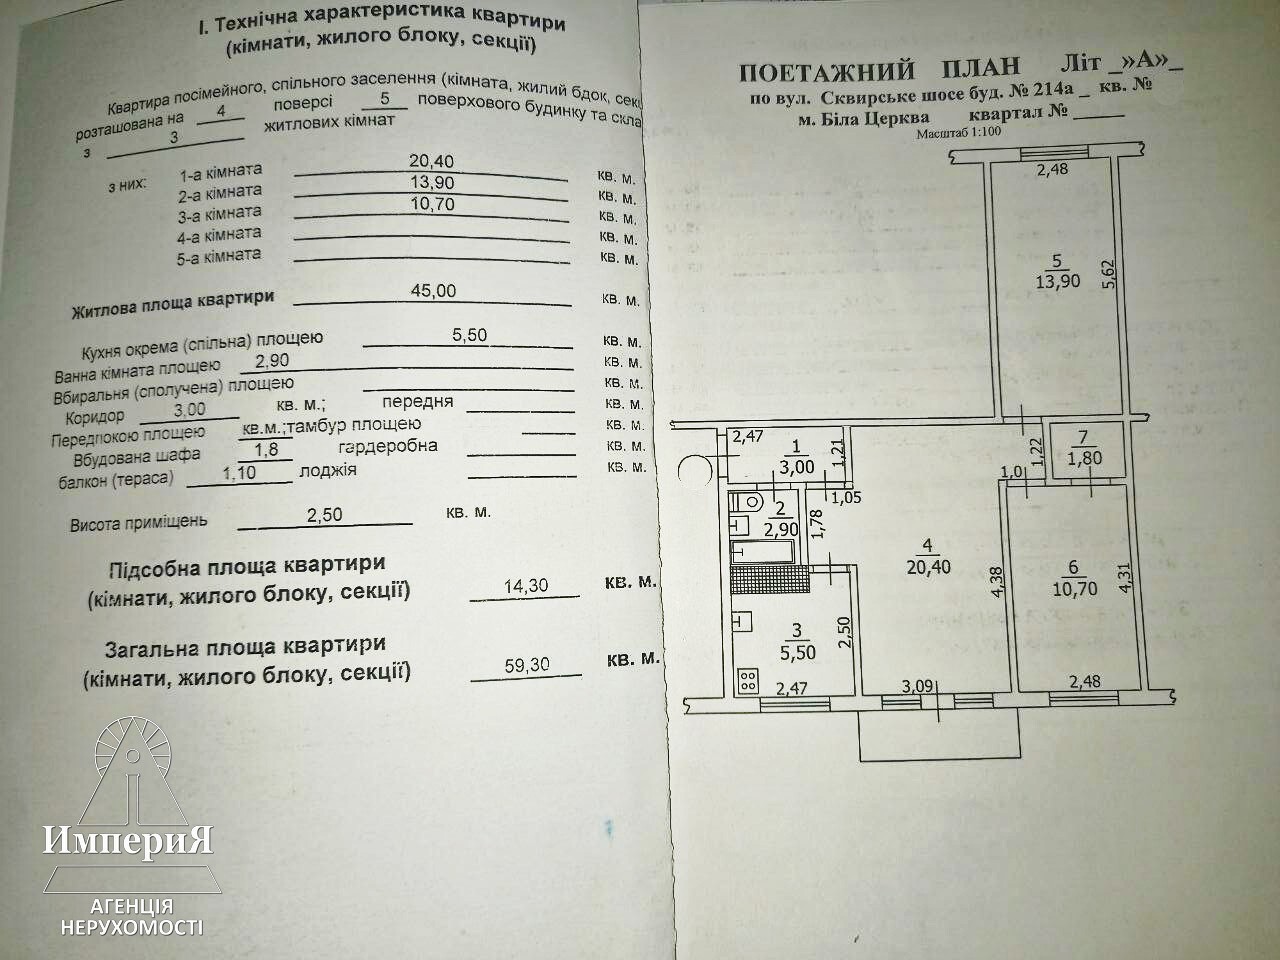 І. Технічна характеристика квартири
(кімнати, жилого блоку, секції)
Квартира посімейного, спільного заселення (кімната, жилий бдок, секц
розташована на 4 поверсі 5 поверхового будинку та скла
з 3 житлових кімнат
з них: 1-а кімната 20,40 кв. м.
2-а кімната 13,90 кв. м.
3-а кімната 10,70 кв. м.
4-а кімната кв. м.
5-а кімната кв. м.
Житлова площа квартири 45,00 кв. м.
Кухня окрема (спільна) площею 5,50 кв. м.
Ванна кімната площею 2,90 кв. м.
Вбиральня (сполучена) площею кв. м.
Коридор 3,00 кв. м.; передня кв. м.
Передпокою площею кв.м.;тамбур площею кв. м.
Вбудована шафа 1,8 гардеробна кв. м.
балкон (тераса) 1,10 лоджія кв. м.
Висота приміщень 2,50 кв. м.
Підсобна площа квартири
(кімнати, жилого блоку, секції) 14,30 кв. м.
Загальна площа квартири
(кімнати, жилого блоку, секції) 59,30 кв. м.
ИмпериЯ
АГЕНЦІЯ
НЕРУХОМОСТІ
ПОЕТАЖНИЙ ПЛАН Літ _»А»_
по вул. Сквирське шосе буд. № 214а _ кв. №
м. Біла Церква квартал № _____
Масштаб 1:100
2,48
5
13,90
5,62
2,47
1
3,00
1,21
1,22
7
1,80
1,0
1,05
2
2,90
1,78
4
20,40
4,38
6
10,70
4,31
3
5,50
2,50
2,47
3,09
2,48